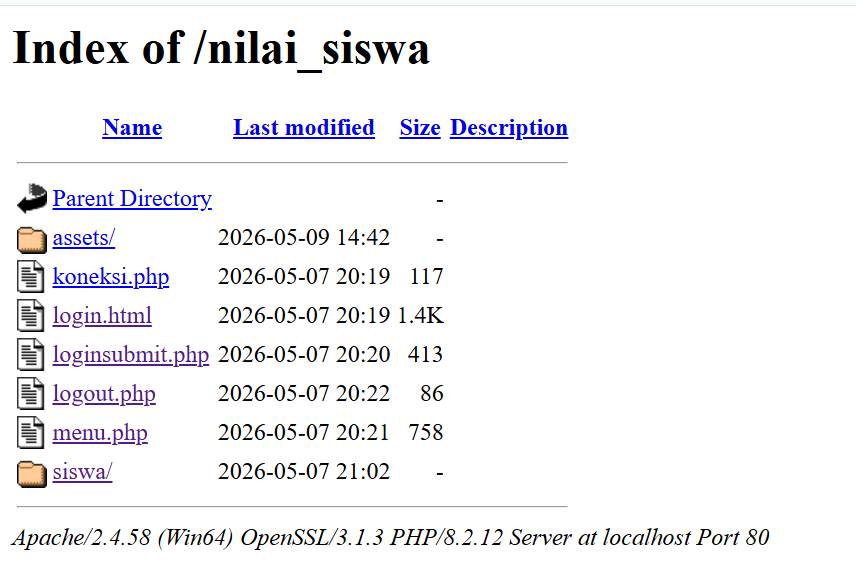 Index of /nilai_siswa
Name Last modified Size Description
Parent Directory -
assets/ 2026-05-09 14:42 -
koneksi.php 2026-05-07 20:19 117
login.html 2026-05-07 20:19 1.4K
loginsubmit.php 2026-05-07 20:20 413
logout.php 2026-05-07 20:22 86
menu.php 2026-05-07 20:21 758
siswa/ 2026-05-07 21:02 -
Apache/2.4.58 (Win64) OpenSSL/3.1.3 PHP/8.2.12 Server at localhost Port 80